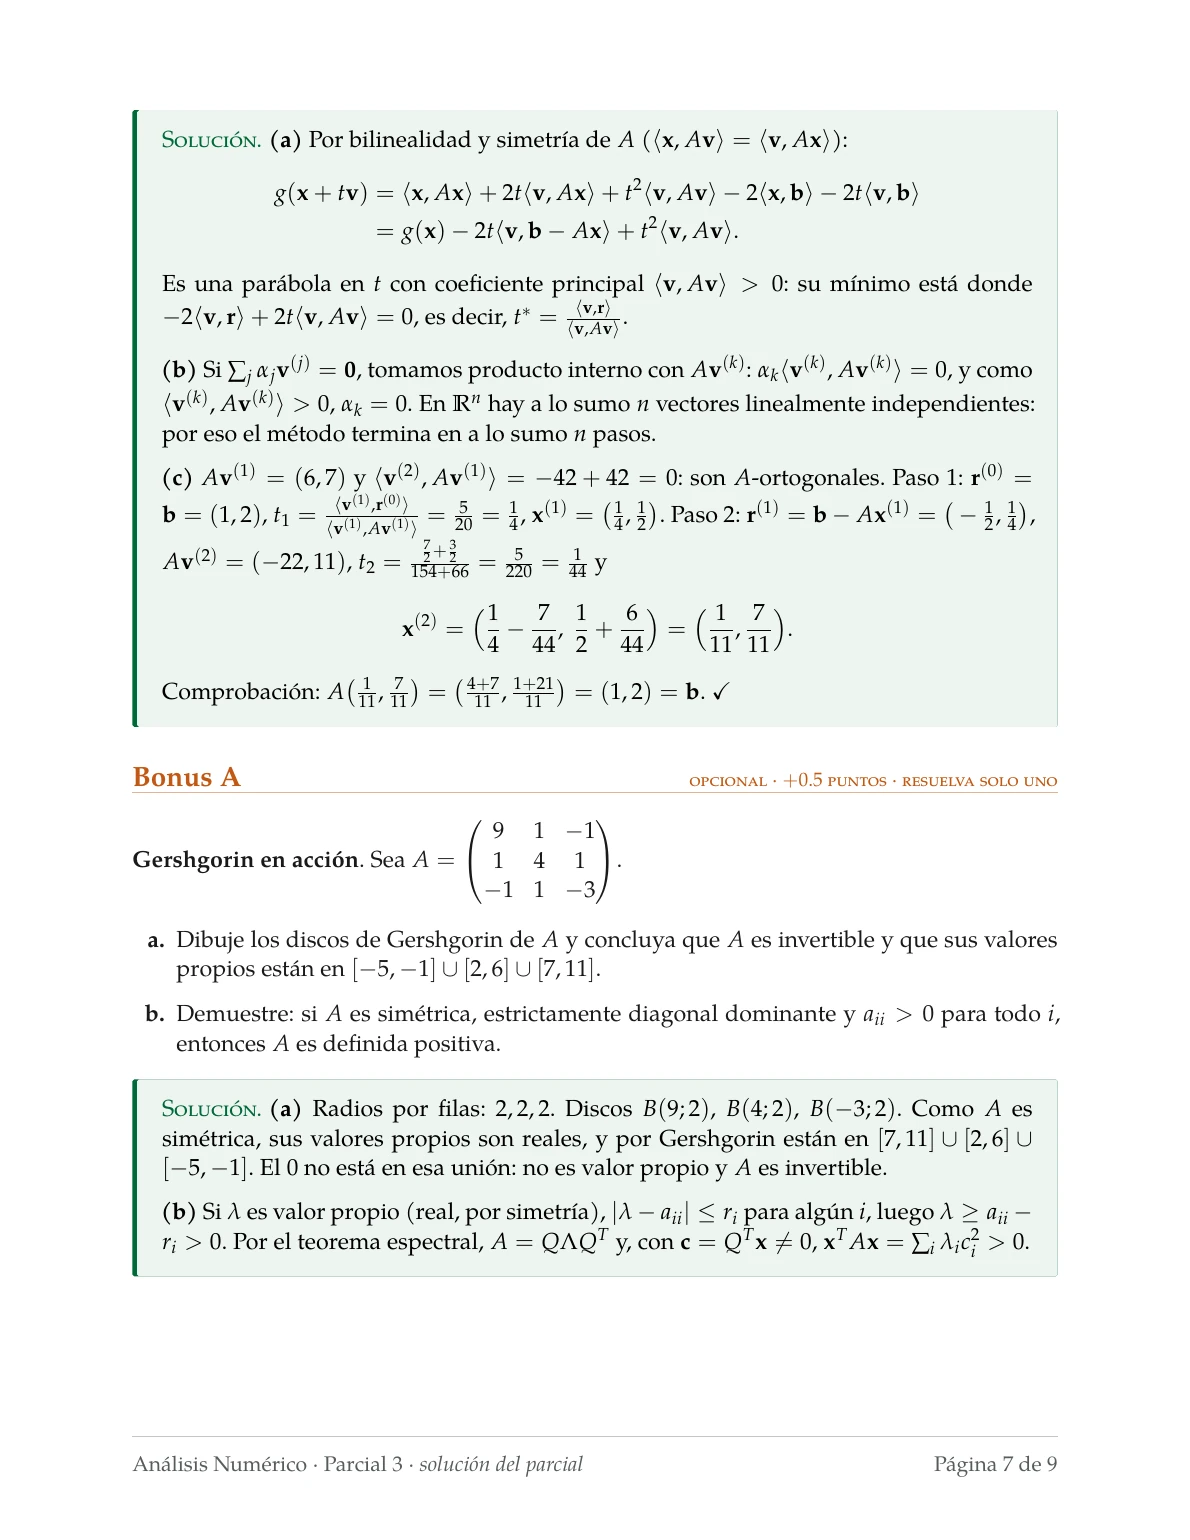 SOLUCIÓN. (a) Por bilinealidad y simetría de A (⟨x, Av⟩ = ⟨v, Ax⟩):
g(x + tv) = ⟨x, Ax⟩ + 2t⟨v, Ax⟩ + t²⟨v, Av⟩ − 2⟨x, b⟩ − 2t⟨v, b⟩
= g(x) − 2t⟨v, b − Ax⟩ + t²⟨v, Av⟩.
Es una parábola en t con coeficiente principal ⟨v, Av⟩ > 0: su mínimo está donde
−2⟨v, r⟩ + 2t⟨v, Av⟩ = 0, es decir, t* = ⟨v,r⟩/⟨v,Av⟩.
(b) Si ∑_j α_j v^(j) = 0, tomamos producto interno con Av^(k): α_k⟨v^(k), Av^(k)⟩ = 0, y como
⟨v^(k), Av^(k)⟩ > 0, α_k = 0. En ℝⁿ hay a lo sumo n vectores linealmente independientes:
por eso el método termina en a lo sumo n pasos.
(c) Av^(1) = (6, 7) y ⟨v^(2), Av^(1)⟩ = −42 + 42 = 0: son A-ortogonales. Paso 1: r^(0) =
b = (1, 2), t₁ = ⟨v^(1),r^(0)⟩/⟨v^(1),Av^(1)⟩ = 5/20 = 1/4, x^(1) = (1/4, 1/2). Paso 2: r^(1) = b − Ax^(1) = (− 1/2, 1/4),
Av^(2) = (−22, 11), t₂ = (7/2+3/2)/(154+66) = 5/220 = 1/44 y
x^(2) = (1/4 − 7/44, 1/2 + 6/44) = (1/11, 7/11).
Comprobación: A(1/11, 7/11) = ((4+7)/11, (1+21)/11) = (1, 2) = b. ✓
Bonus A OPCIONAL · +0.5 PUNTOS · RESUELVA SOLO UNO
9 1 −1
Gershgorin en acción. Sea A = 1 4 1 .
−1 1 −3
a. Dibuje los discos de Gershgorin de A y concluya que A es invertible y que sus valores
propios están en [−5, −1] ∪ [2, 6] ∪ [7, 11].
b. Demuestre: si A es simétrica, estrictamente diagonal dominante y a_ii > 0 para todo i,
entonces A es definida positiva.
SOLUCIÓN. (a) Radios por filas: 2, 2, 2. Discos B(9; 2), B(4; 2), B(−3; 2). Como A es
simétrica, sus valores propios son reales, y por Gershgorin están en [7, 11] ∪ [2, 6] ∪
[−5, −1]. El 0 no está en esa unión: no es valor propio y A es invertible.
(b) Si λ es valor propio (real, por simetría), |λ − a_ii| ≤ r_i para algún i, luego λ ≥ a_ii −
r_i > 0. Por el teorema espectral, A = QΛQ^T y, con c = Q^T x ≠ 0, x^T Ax = ∑_i λ_i c_i² > 0.
Análisis Numérico · Parcial 3 · solución del parcial Página 7 de 9